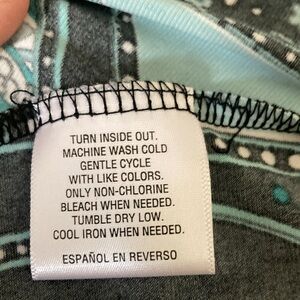 TURN INSIDE OUT.
MACHINE WASH COLD
GENTLE CYCLE
WITH LIKE COLORS.
ONLY NON-CHLORINE
BLEACH WHEN NEEDED.
TUMBLE DRY LOW.
COOL IRON WHEN NEEDED.
ESPAÑOL EN REVERSO